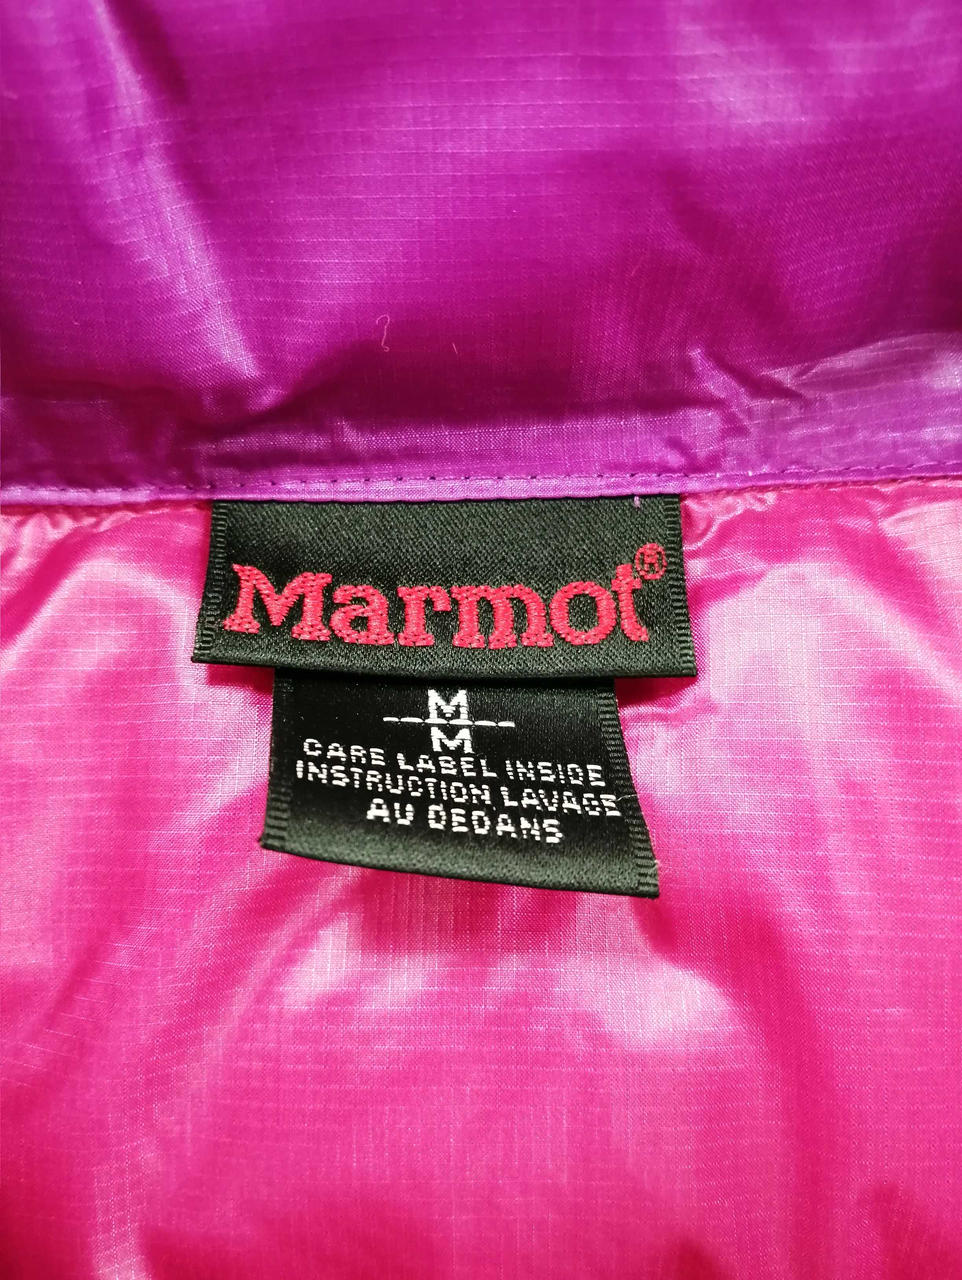 Marmot®
M
M
CARE LABEL INSIDE
INSTRUCTION LAVAGE
AU DEDANS